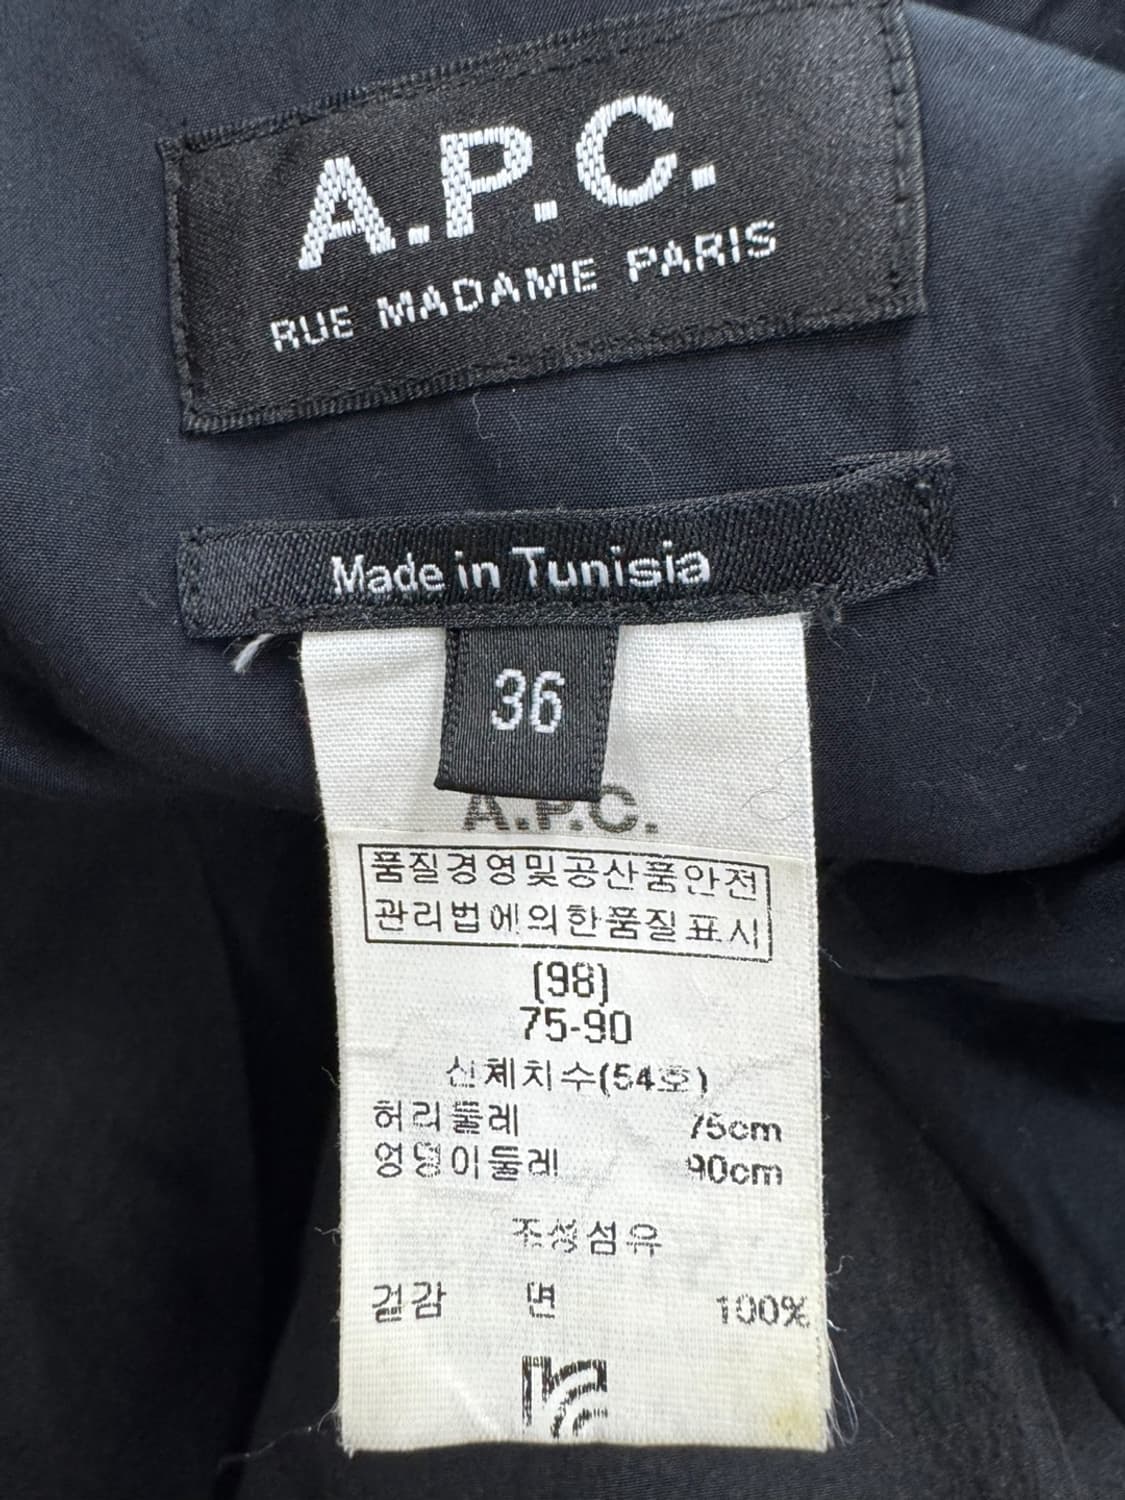 A.P.C.
RUE MADAME PARIS
Made in Tunisia
36
A.P.C.
품질경영및공산품안전
관리법에의한품질표시
(98)
75-90
신체치수(54호)
허리둘레 75cm
엉덩이둘레 90cm
조성섬유
겉감 면 100%